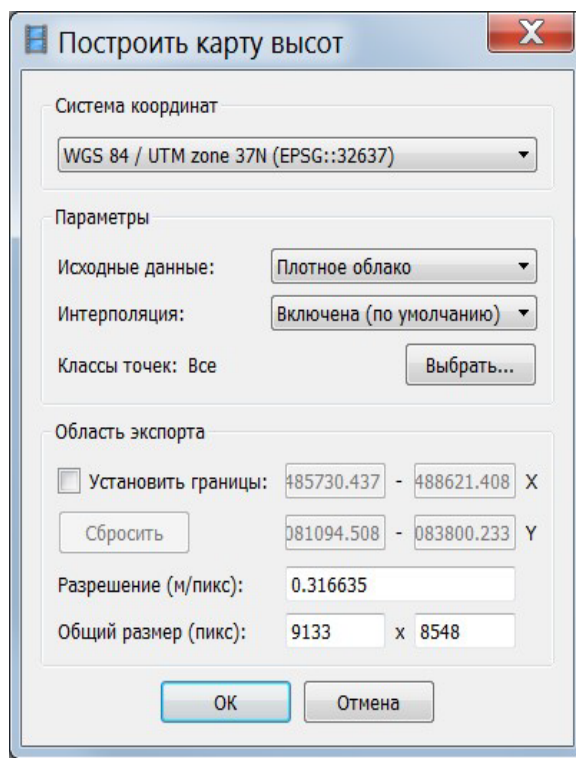 Построить карту высот
Система координат
WGS 84 / UTM zone 37N (EPSG::32637)
Параметры
Исходные данные: Плотное облако
Интерполяция: Включена (по умолчанию)
Классы точек: Все Выбрать...
Область экспорта
Установить границы: 485730.437 - 488621.408 X
Сбросить 081094.508 - 083800.233 Y
Разрешение (м/пикс): 0.316635
Общий размер (пикс): 9133 x 8548
ОК Отмена